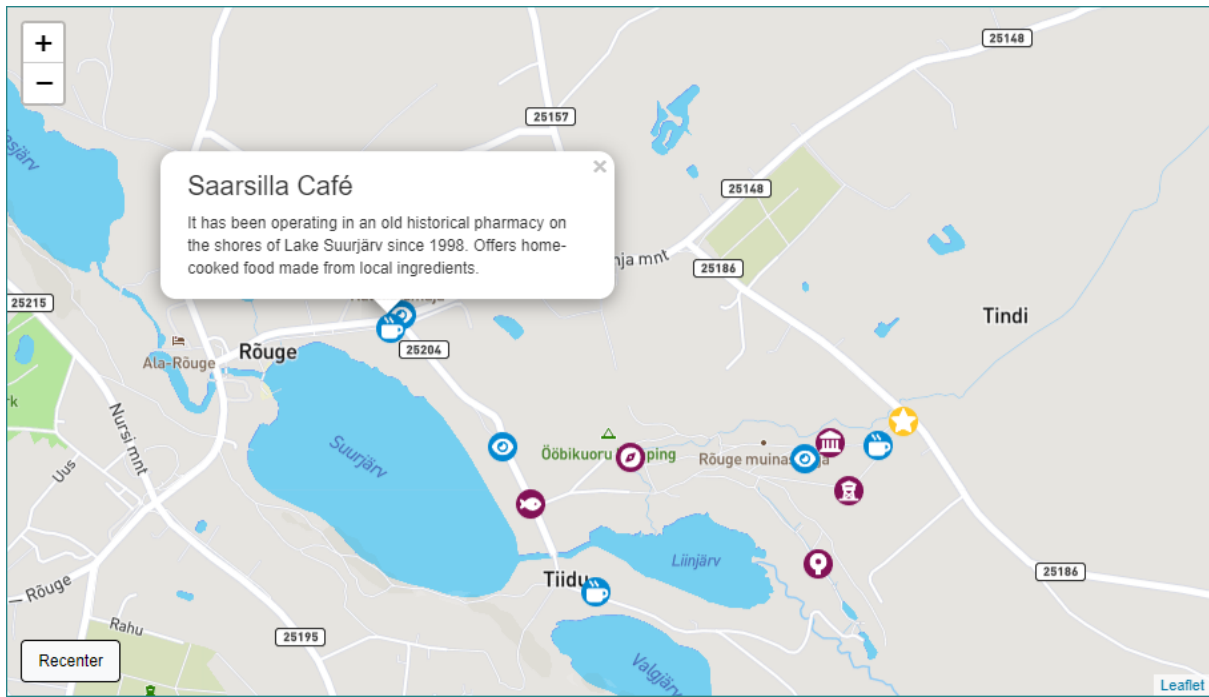 +
−
25148
25157
×
Saarsilla Café
It has been operating in an old historical pharmacy on
the shores of Lake Suurjärv since 1998. Offers home-
cooked food made from local ingredients.
25148
25186
mnt
25215
Tindi
25204
Rõuge
Ala-Rõuge
Nursi mnt
Suurjärv
Ööbikuoru
Rõuge
Uus
Liinjärv
25186
Tiidu
Rõuge
Rahu
25195
Valgjärv
Recenter
Leaflet